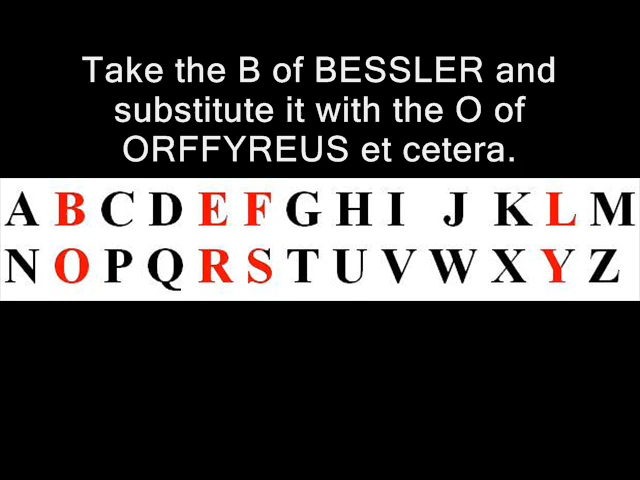 Take the B of BESSLER and
substitute it with the O of
ORFFYREUS et cetera.
A B C D E F G H I J K L M
N O P Q R S T U V W X Y Z